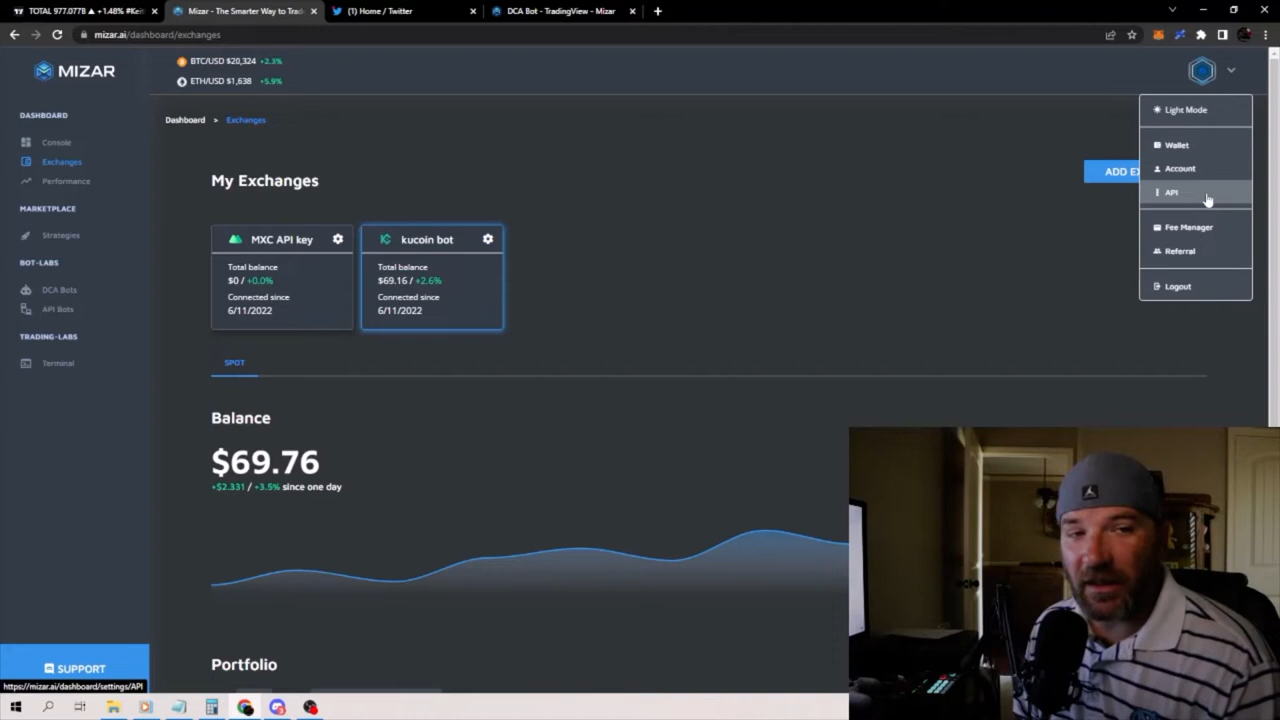 TOTAL 977.077B ▲ +1.48% #Keit
Mizar - The Smarter Way to Trad
(1) Home / Twitter
DCA Bot - TradingView - Mizar
mizar.ai/dashboard/exchanges
MIZAR
BTC/USD $20,324 +2.3%
ETH/USD $1,638 +5.9%
DASHBOARD
Console
Exchanges
Performance
MARKETPLACE
Strategies
BOT-LABS
DCA Bots
API Bots
TRADING-LABS
Terminal
SUPPORT
https://mizar.ai/dashboard/settings/API
Dashboard > Exchanges
My Exchanges
ADD EX
MXC API key
Total balance
$0 / +0.0%
Connected since
6/11/2022
kucoin bot
Total balance
$69.16 / +2.6%
Connected since
6/11/2022
SPOT
Balance
$69.76
+$2.331 / +3.5% since one day
Portfolio
Light Mode
Wallet
Account
API
Fee Manager
Referral
Logout